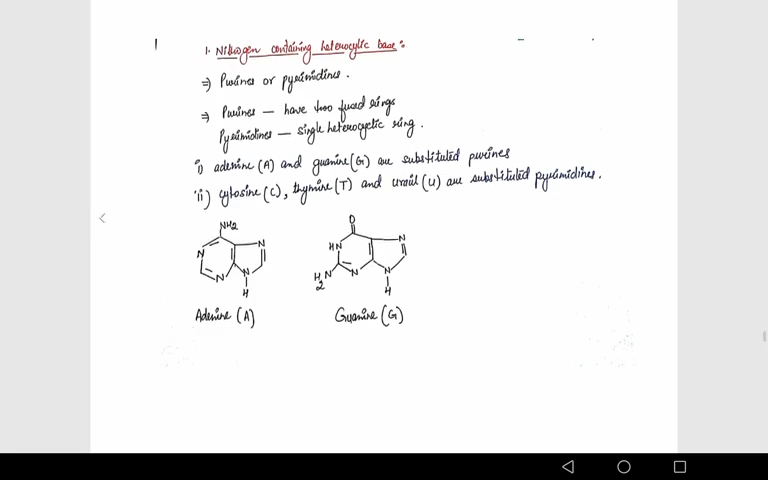 1. Nitrogen containing heterocylic base :
⇒ Purines or pyrimidines.
⇒ Purines — have two fused rings
Pyrimidines — single heterocyclic ring.
i) adenine (A) and guanine (G) are substituted purines
ii) cytosine (C), thymine (T) and uracil (U) are substituted pyrimidines.
NH2
N
N
N
N
H
O
HN
H2N
N
N
N
H
Adenine (A)
Guanine (G)